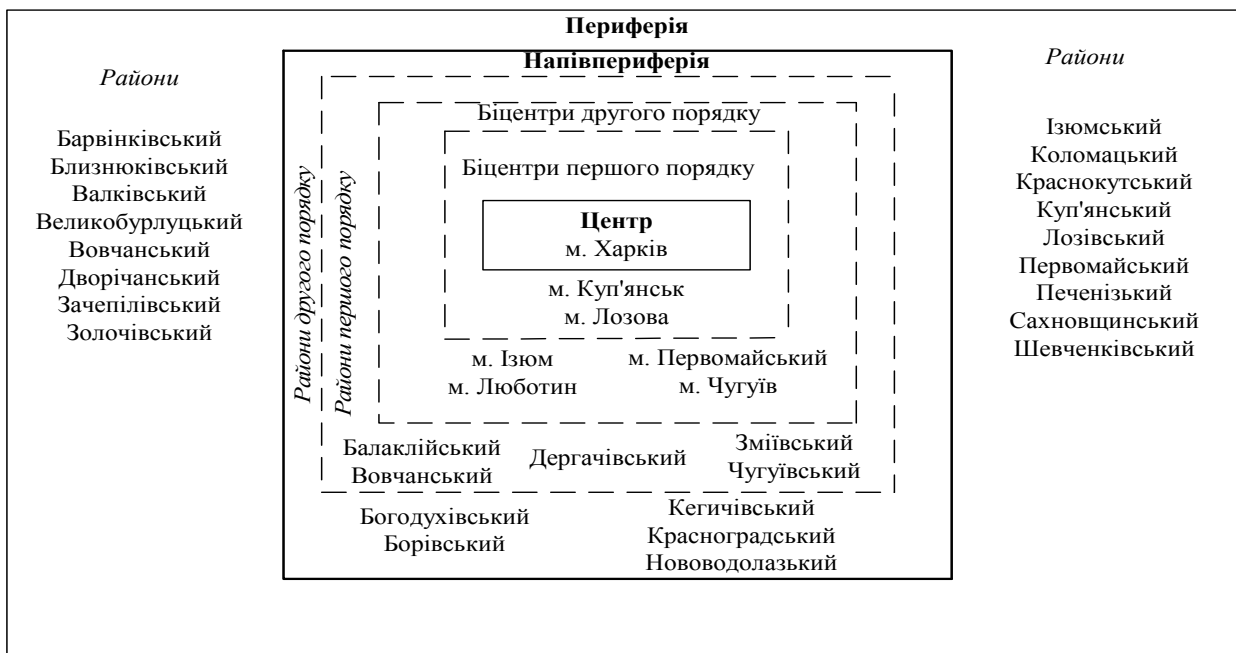 Периферія
Напівпериферія
Райони
Барвінківський
Близнюківський
Валківський
Великобурлуцький
Вовчанський
Дворічанський
Зачепілівський
Золочівський
Райони другого порядку
Райони першого порядку
Біцентри другого порядку
Біцентри першого порядку
Центр
м. Харків
м. Куп'янськ
м. Лозова
м. Ізюм
м. Люботин
м. Первомайський
м. Чугуїв
Балаклійський
Вовчанський
Дергачівський
Зміївський
Чугуївський
Богодухівський
Борівський
Кегичівський
Красноградський
Нововодолазький
Райони
Ізюмський
Коломацький
Краснокутський
Куп'янський
Лозівський
Первомайський
Печенізький
Сахновщинський
Шевченківський